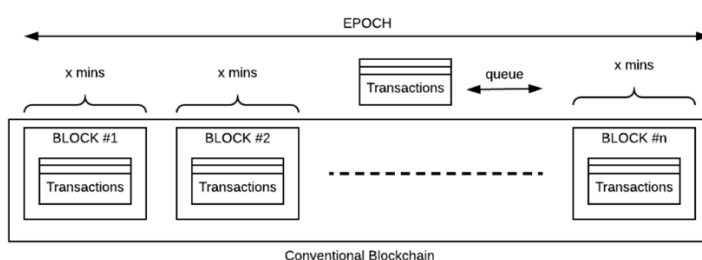 EPOCH
x mins
x mins
Transactions
queue
x mins
BLOCK #1
Transactions
BLOCK #2
Transactions
BLOCK #n
Transactions
Conventional Blockchain